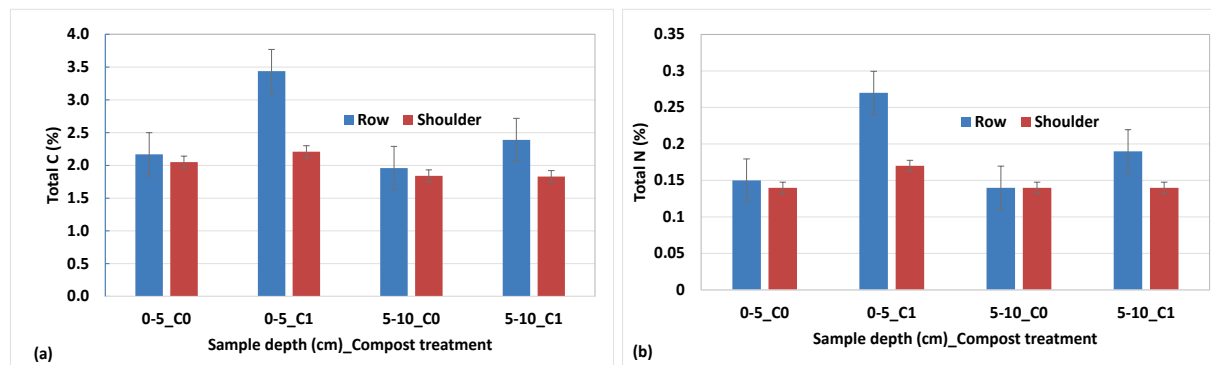 4.0
3.5
3.0
2.5
2.0
1.5
1.0
0.5
0.0
Total C (%)
Row Shoulder
0-5_C0 0-5_C1 5-10_C0 5-10_C1
Sample depth (cm)_Compost treatment
(a)
0.35
0.3
0.25
0.2
0.15
0.1
0.05
0
Total N (%)
Row Shoulder
0-5_C0 0-5_C1 5-10_C0 5-10_C1
Sample depth (cm)_Compost treatment
(b)